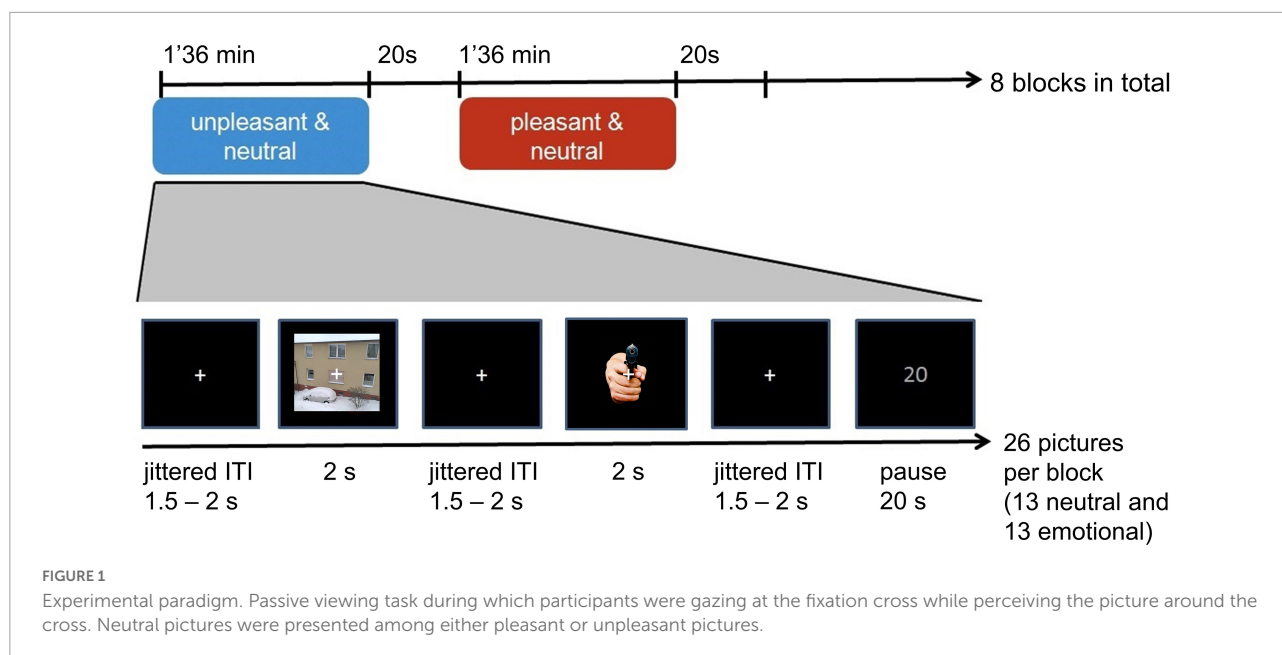 1’36 min 20s 1’36 min 20s
8 blocks in total
unpleasant &
neutral
pleasant &
neutral
+ + + + + 20
jittered ITI 2 s jittered ITI 2 s jittered ITI pause
1.5 – 2 s 1.5 – 2 s 1.5 – 2 s 20 s
26 pictures
per block
(13 neutral and
13 emotional)
FIGURE 1
Experimental paradigm. Passive viewing task during which participants were gazing at the fixation cross while perceiving the picture around the
cross. Neutral pictures were presented among either pleasant or unpleasant pictures.